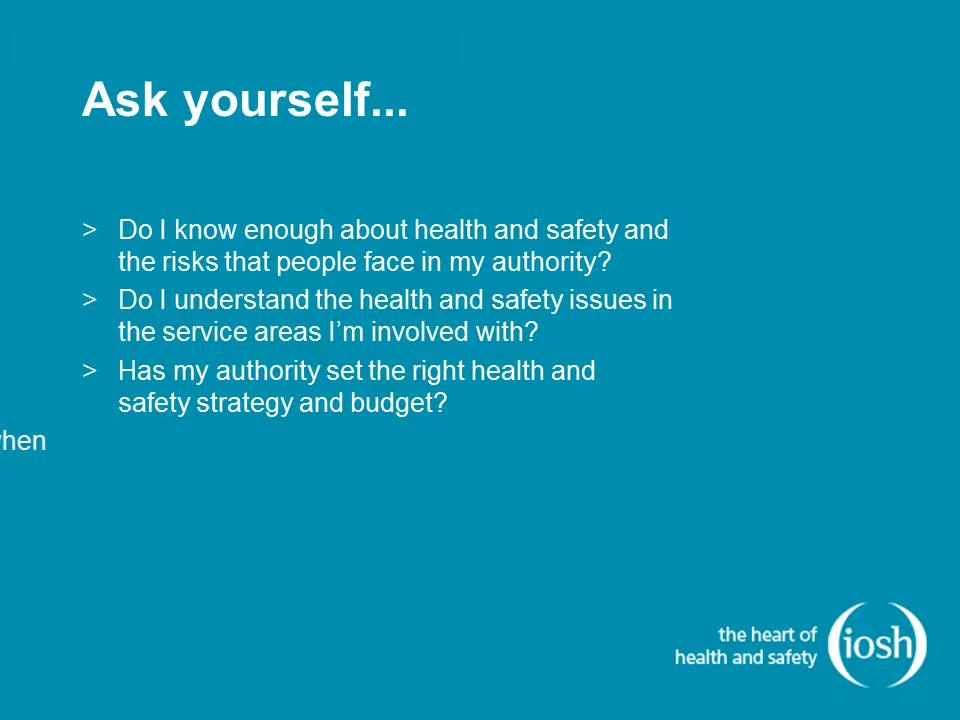 Ask yourself...
> Do I know enough about health and safety and
the risks that people face in my authority?
> Do I understand the health and safety issues in
the service areas I’m involved with?
> Has my authority set the right health and
safety strategy and budget?
hen
the heart of
health and safety
iosh